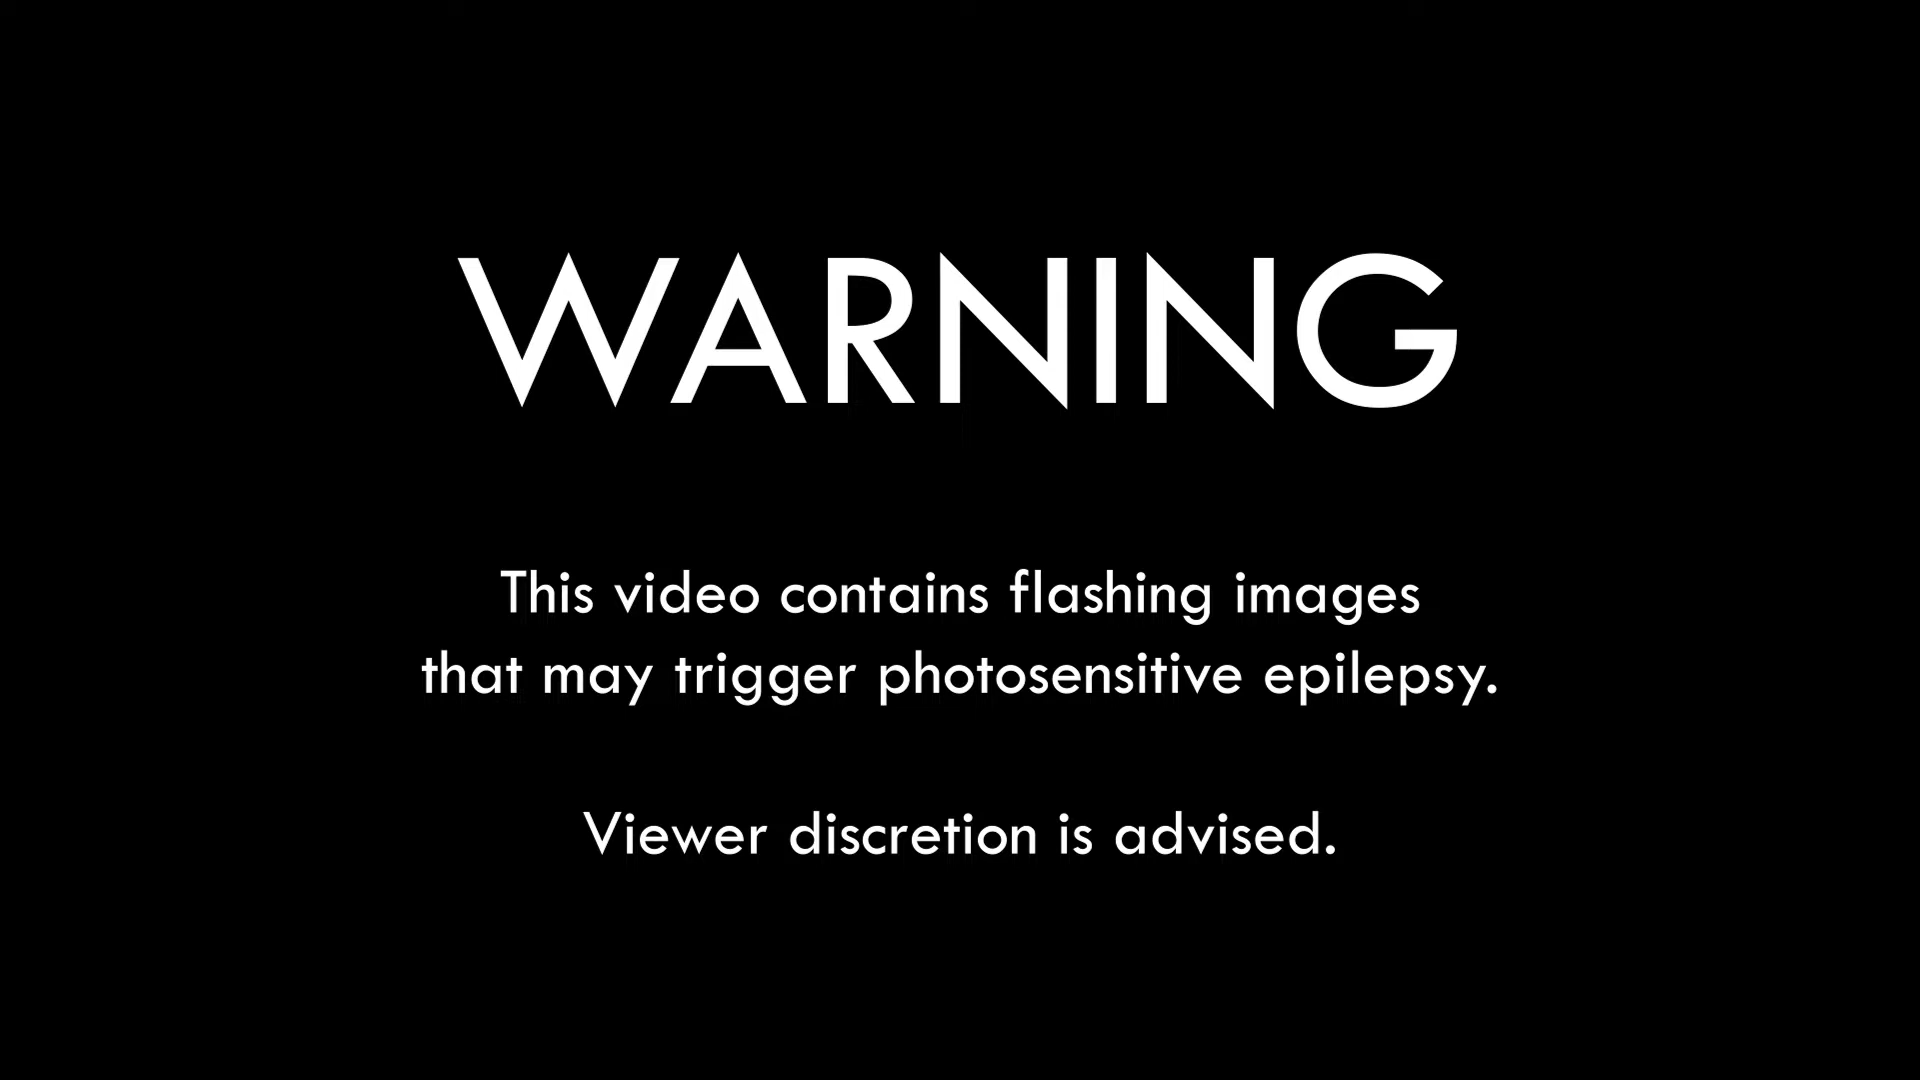 WARNING
This video contains flashing images
that may trigger photosensitive epilepsy.
Viewer discretion is advised.